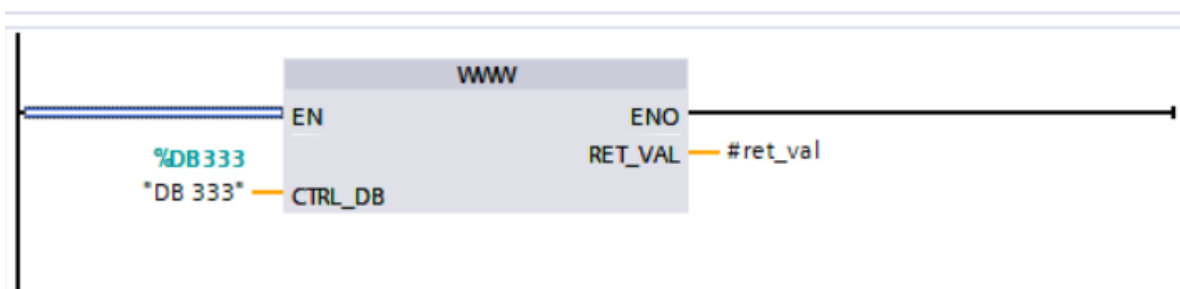 WWW
EN ENO
%DB333 RET_VAL #ret_val
"DB 333" CTRL_DB